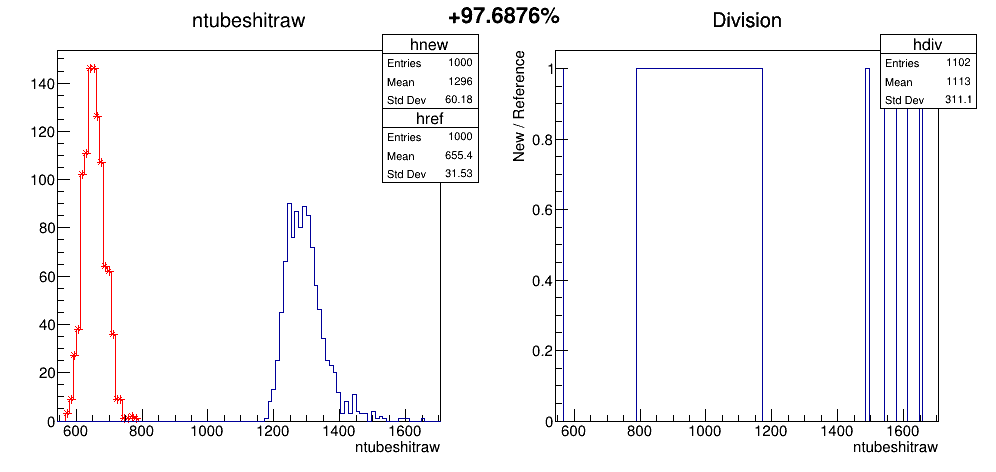 +97.6876%
ntubeshitraw
hnew
Entries 1000
Mean 1296
Std Dev 60.18
href
Entries 1000
Mean 655.4
Std Dev 31.53
140
120
100
80
60
40
20
0
600 800 1000 1200 1400 1600
ntubeshitraw
Division
hdiv
Entries 1102
Mean 1113
Std Dev 311.1
New / Reference
1
0.8
0.6
0.4
0.2
0
600 800 1000 1200 1400 1600
ntubeshitraw